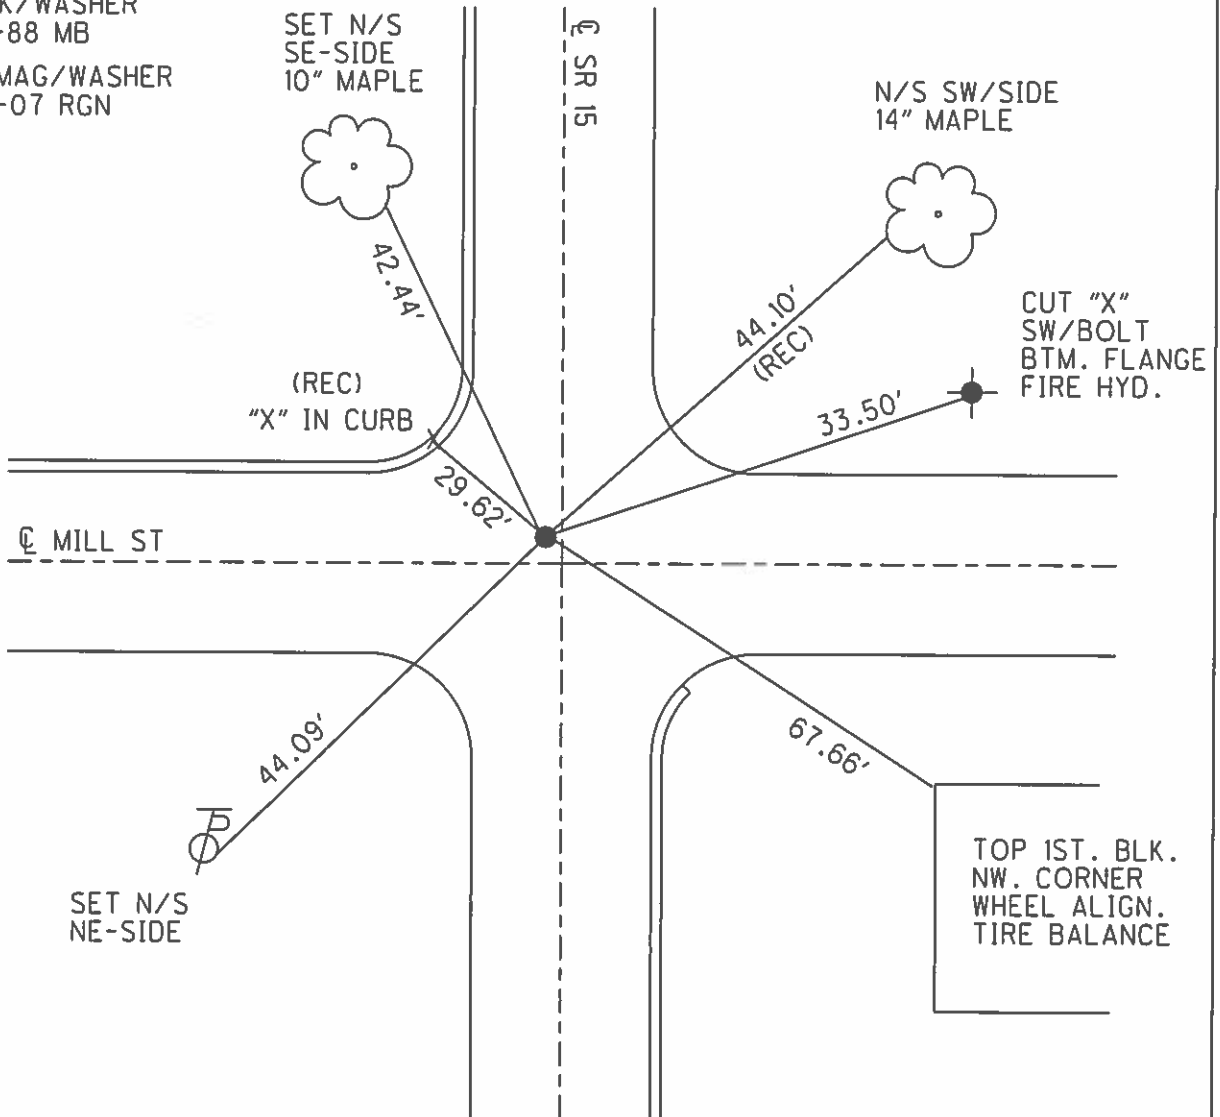 K/WASHER
-88 MB
MAG/WASHER
-07 RGN
SET N/S
SE-SIDE
10" MAPLE
℄ SR 15
N/S SW/SIDE
14" MAPLE
42.44'
44.10'
(REC)
CUT "X"
SW/BOLT
BTM. FLANGE
FIRE HYD.
33.50'
(REC)
"X" IN CURB
29.62'
℄ MILL ST
44.09'
67.66'
P
SET N/S
NE-SIDE
TOP 1ST. BLK.
NW. CORNER
WHEEL ALIGN.
TIRE BALANCE